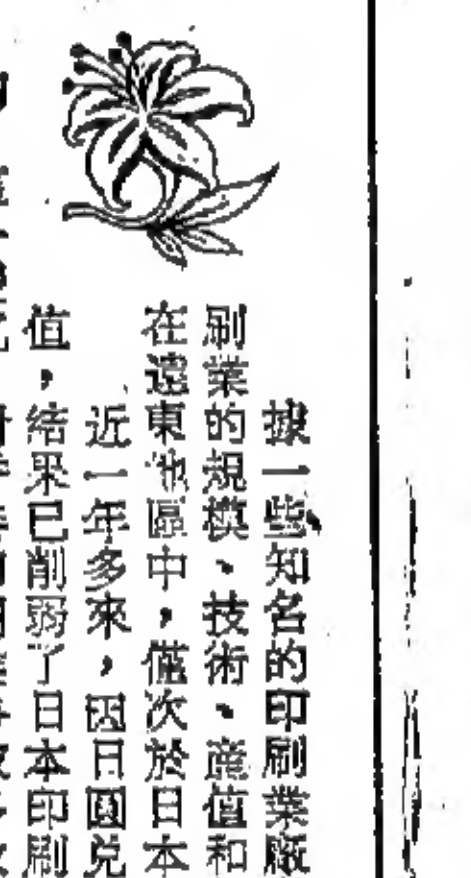 據一些知名的印刷業廠
刷業的規模、技術、產值和
在遠東地區中，僅次於日本
近一年多來，因日圓兌
值，結果已削弱了日本印刷